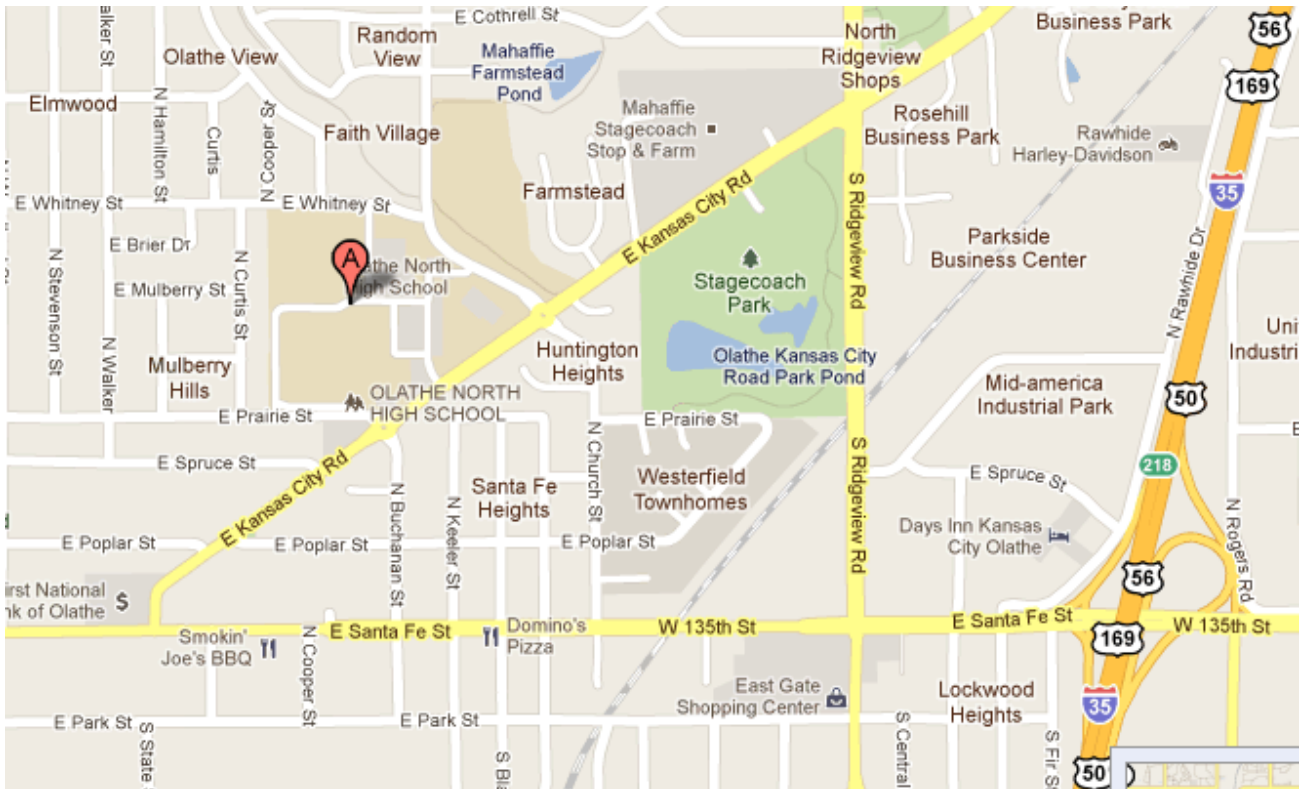 E Cothrell St
Business Park
56
alker St
Random
View
North
Ridgeview
Shops
Olathe View
Mahaffie
Farmstead
Pond
169
Elmwood
N Hamilton St
Curtis
N Cooper St
Faith Village
Mahaffie
Stagecoach
Stop & Farm
Rosehill
Business Park
Rawhide
Harley-Davidson
E Whitney St
E Whitney St
Farmstead
E Kansas City Rd
S Ridgeview Rd
35
E Brier Dr
A
Olathe North
High School
Parkside
Business Center
N Stevenson St
E Mulberry St
N Curtis St
Stagecoach
Park
N Rawhide Dr
Uni
Industri
N Walker
Mulberry
Hills
Huntington
Heights
Olathe Kansas City
Road Park Pond
Mid-america
Industrial Park
50
OLATHE NORTH
HIGH SCHOOL
E Prairie St
E Prairie St
E
E Spruce St
E Kansas City Rd
N Church St
S Ridgeview Rd
218
Santa Fe
Heights
Westerfield
Townhomes
E Spruce St
N Buchanan St
N Keeler St
Days Inn Kansas
City Olathe
N Rogers Rd
E Poplar St
E Poplar St
E Poplar St
irst National
nk of Olathe
$
56
E Santa Fe St
W 135th St
E Santa Fe St
W 135th St
169
Smokin'
Joe's BBQ
N Cooper St
Domino's
Pizza
East Gate
Shopping Center
Lockwood
Heights
35
E Park St
E Park St
S State
S Bla
S Central
S Fir St
50